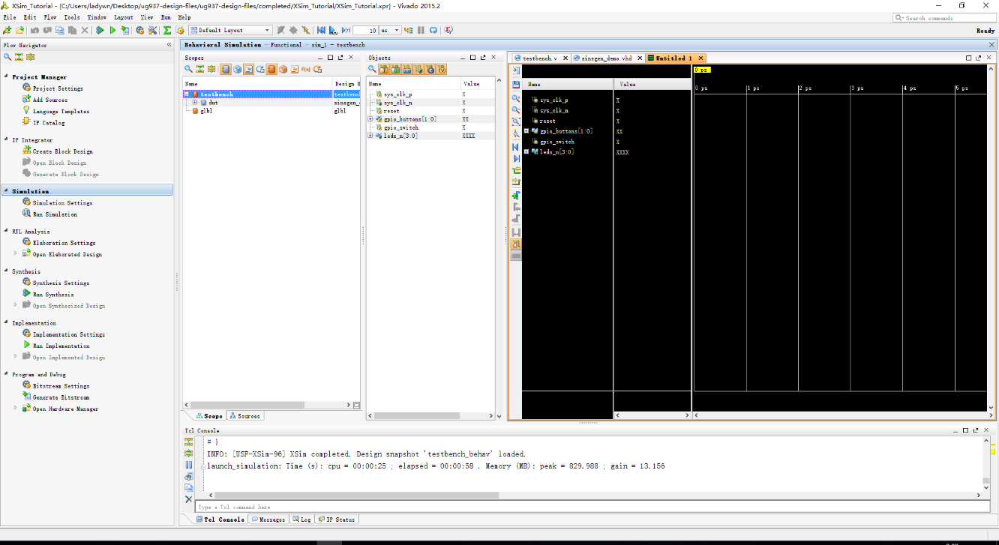 XSim_Tutorial - [C:/Users/ladywn/Desktop/ug937-design-files/ug937-design-files/completed/XSim_Tutorial/XSim_Tutorial.xpr] - Vivado 2015.2
File Edit Flow Tools Window Layout View Run Help
Search commands
Default Layout 10 us
Ready
Flow Navigator
Project Manager
Project Settings
Add Sources
Language Templates
IP Catalog
IP Integrator
Create Block Design
Open Block Design
Generate Block Design
Simulation
Simulation Settings
Run Simulation
RTL Analysis
Elaboration Settings
Open Elaborated Design
Synthesis
Synthesis Settings
Run Synthesis
Open Synthesized Design
Implementation
Implementation Settings
Run Implementation
Open Implemented Design
Program and Debug
Bitstream Settings
Generate Bitstream
Open Hardware Manager
Behavioral Simulation - Functional - sim_1 - testbench
Scopes
Name Design U
testbench testbench
dut sinegen_
glbl glbl
Scope Sources
Objects
Name Value
sys_clk_p X
sys_clk_n X
reset X
gpio_buttons[1:0] XX
gpio_switch X
leds_n[3:0] XXXX
testbench.v sinegen_demo.vhd Untitled 1
Name Value
sys_clk_p X
sys_clk_n X
reset X
gpio_buttons[1:0] XX
gpio_switch X
leds_n[3:0] XXXX
0 ps
0 ps 1 ps 2 ps 3 ps 4 ps 5 ps
Tcl Console
# }
INFO: [USF-XSim-96] XSim completed. Design snapshot 'testbench_behav' loaded.
launch_simulation: Time (s): cpu = 00:00:25 ; elapsed = 00:00:58 . Memory (MB): peak = 829.988 ; gain = 13.156
Type a Tcl command here
Tcl Console Messages Log IP Status